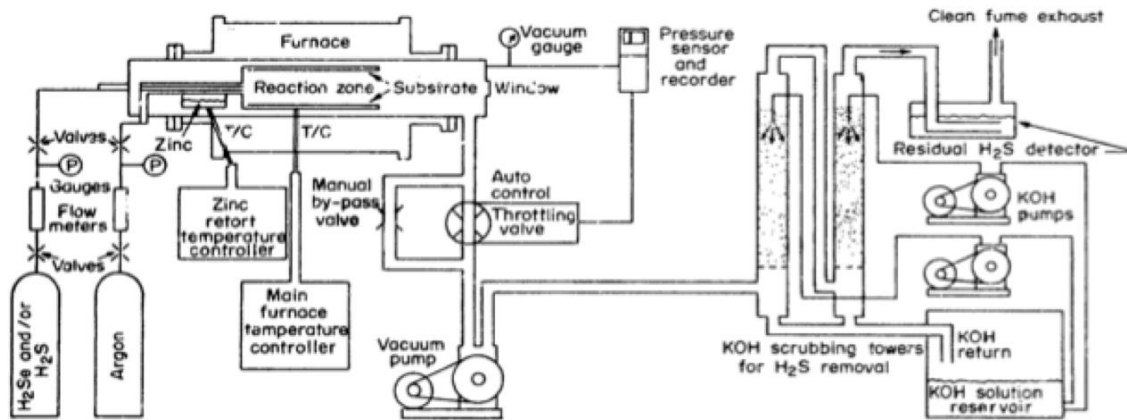 Clean fume exhaust
Furnace
Vacuum
gauge
Pressure
sensor
and
recorder
Reaction zone
Substrate
Window
Valves
Zinc
T/C
T/C
Residual H₂S detector
P
P
Gauges
Flow
meters
Manual
by-pass
valve
Auto
control
Throttling
valve
KOH
pumps
Zinc
retort
temperature
controller
Valves
Main
furnace
temperature
controller
H₂Se and/or
H₂S
Argon
Vacuum
pump
KOH scrubbing towers
for H₂S removal
KOH
return
KOH solution
reservoir